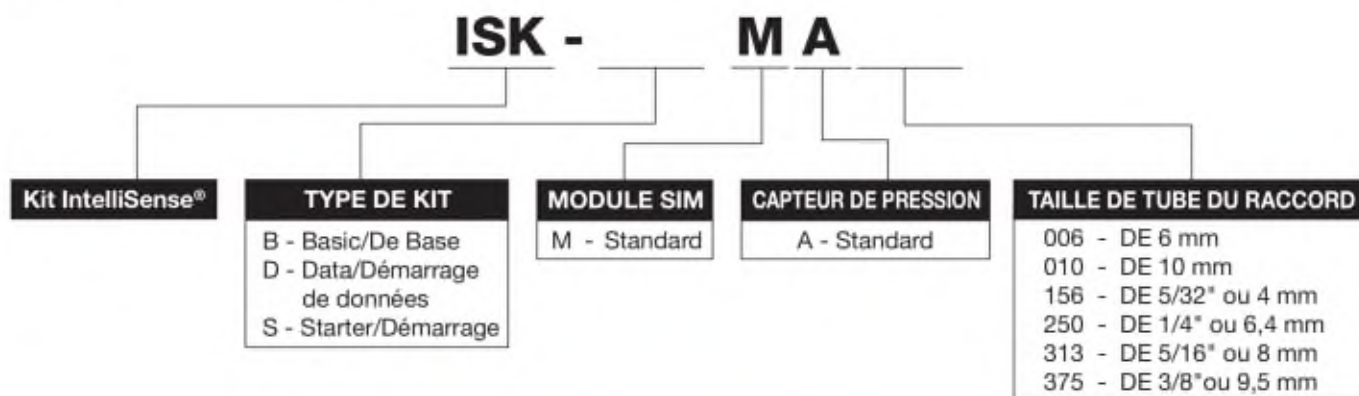 ISK - M A
Kit IntelliSense®
TYPE DE KIT
B - Basic/De Base
D - Data/Démarrage
de données
S - Starter/Démarrage
MODULE SIM
M - Standard
CAPTEUR DE PRESSION
A - Standard
TAILLE DE TUBE DU RACCORD
006 - DE 6 mm
010 - DE 10 mm
156 - DE 5/32" ou 4 mm
250 - DE 1/4" ou 6,4 mm
313 - DE 5/16" ou 8 mm
375 - DE 3/8"ou 9,5 mm